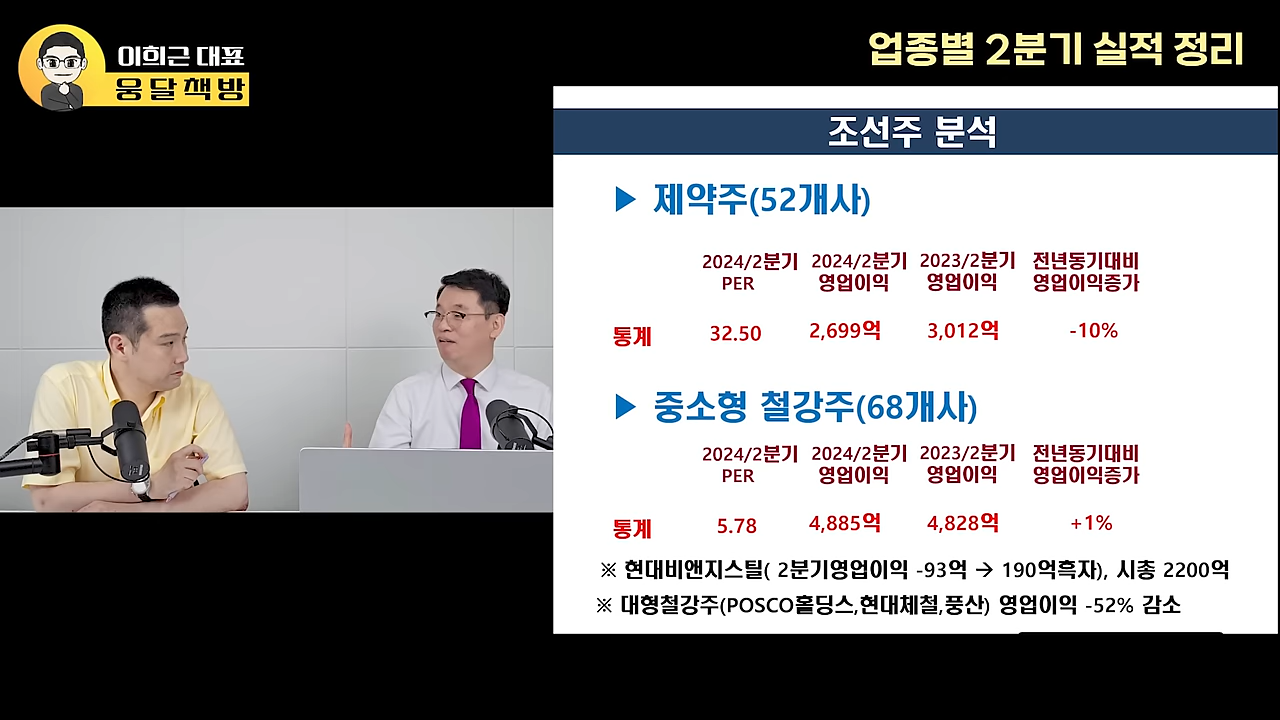 이희근 대표
웅달책방
업종별 2분기 실적 정리
조선주 분석
▶ 제약주(52개사)
2024/2분기 PER 2024/2분기 영업이익 2023/2분기 영업이익 전년동기대비 영업이익증가
통계 32.50 2,699억 3,012억 -10%
▶ 중소형 철강주(68개사)
2024/2분기 PER 2024/2분기 영업이익 2023/2분기 영업이익 전년동기대비 영업이익증가
통계 5.78 4,885억 4,828억 +1%
※ 현대비앤지스틸( 2분기영업이익 -93억 → 190억흑자), 시총 2200억
※ 대형철강주(POSCO홀딩스,현대체철,풍산) 영업이익 -52% 감소